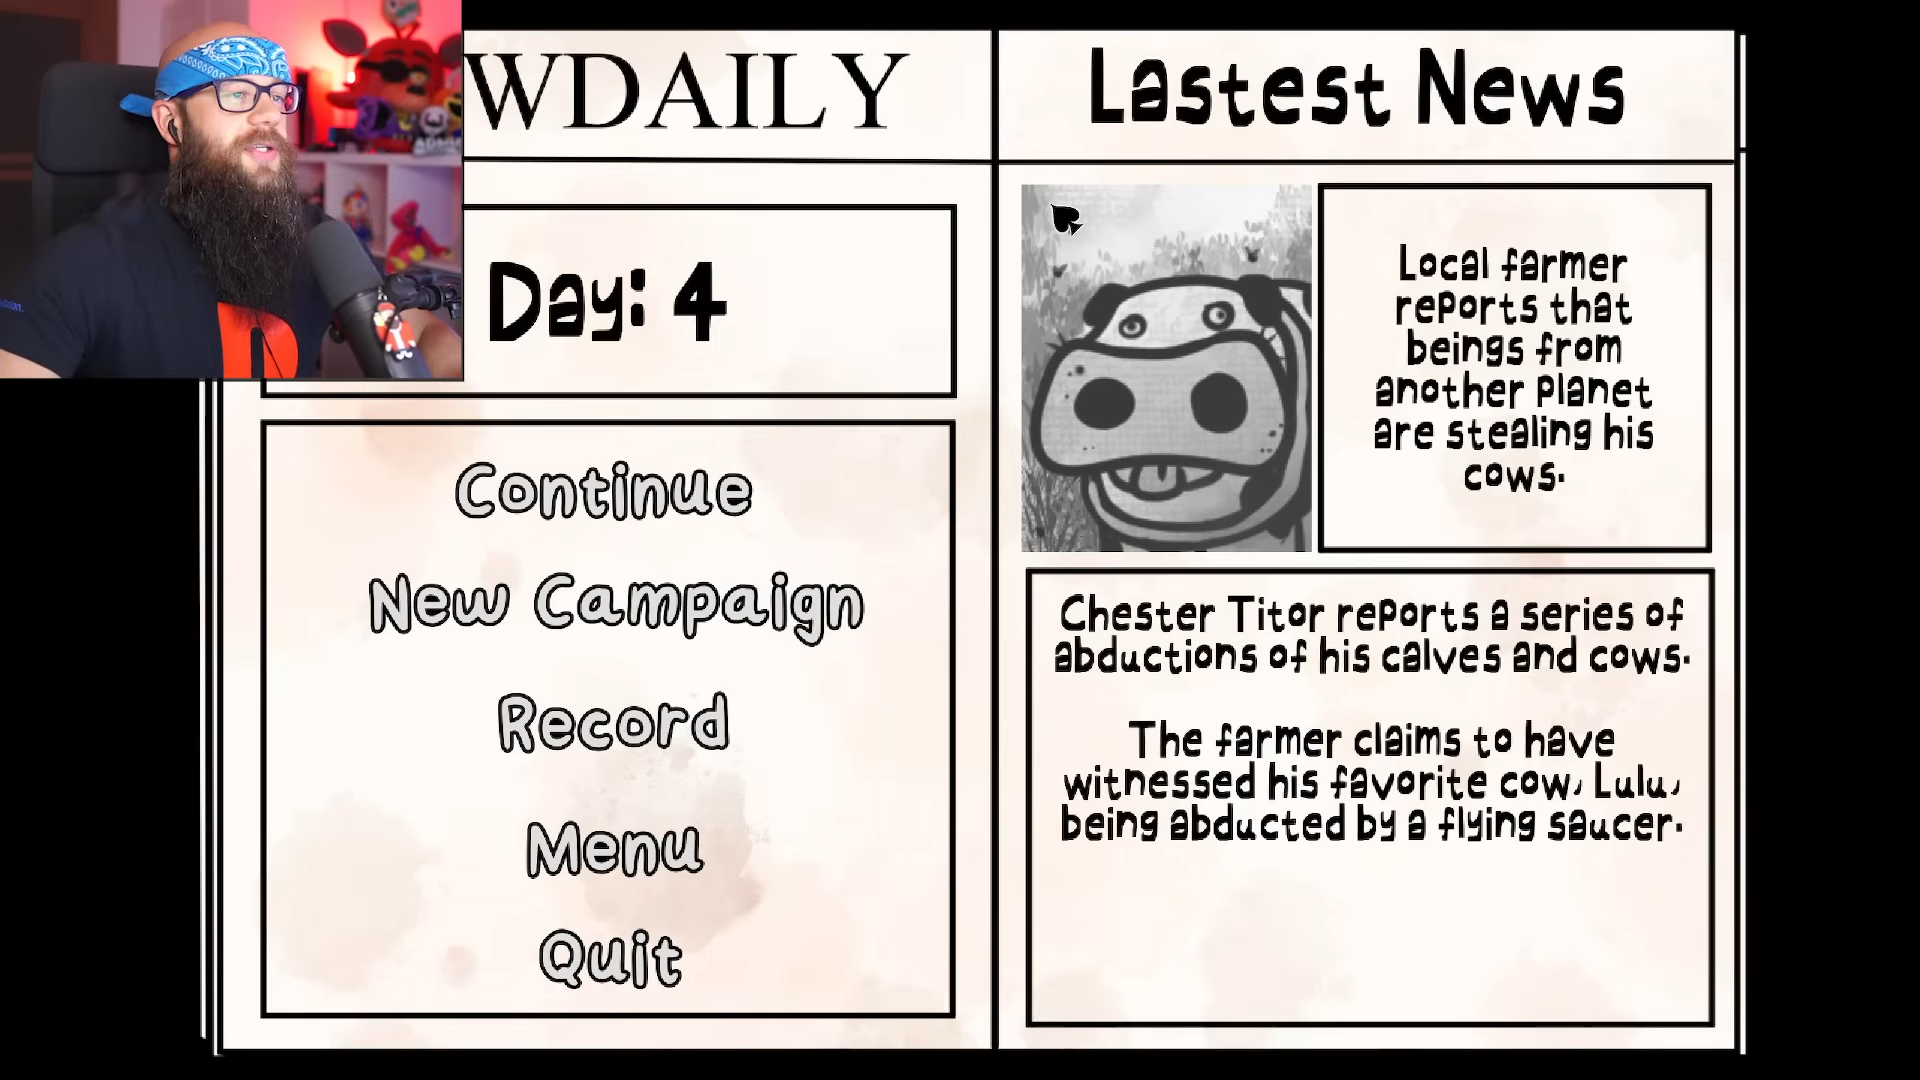 WDAILY
Day: 4
Continue
New Campaign
Record
Menu
Quit
Lastest News
Local farmer
reports that
beings from
another planet
are stealing his
cows.
Chester Titor reports a series of
abductions of his calves and cows.
The farmer claims to have
witnessed his favorite cow, Lulu,
being abducted by a flying saucer.